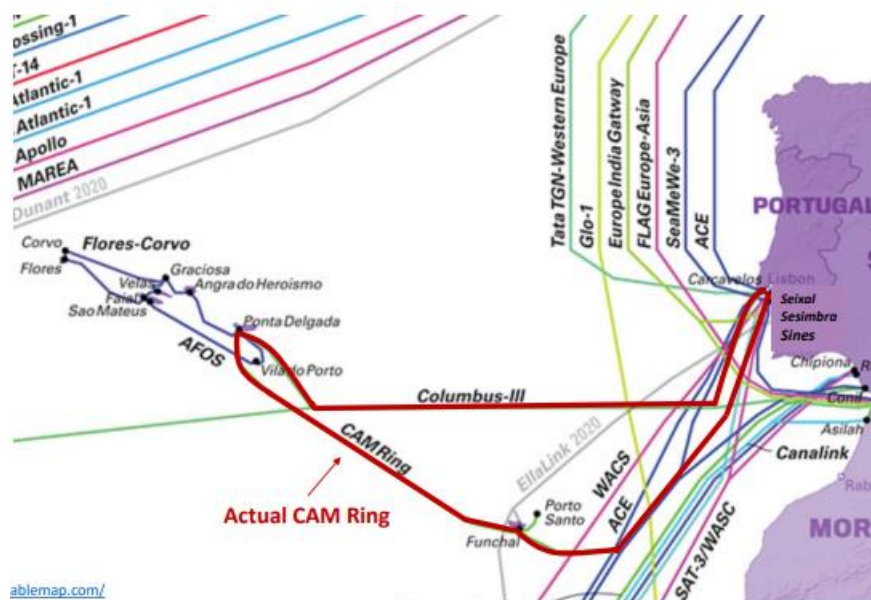 ossing-1
T-14
Atlantic-1
Atlantic-1
Apollo
MAREA
Dunant 2020
Tata TGN-Western Europe
Glo-1
Europe India Gatway
FLAG Europe-Asia
SeaMeWe-3
ACE
PORTUGAL
Corvo
Flores-Corvo
Flores
Graciosa
Velas
Angra do Heroismo
Faial
Sao Mateus
Ponta Delgada
AFOS
Vila do Porto
Carcavelos
Lisbon
Seixal
Sesimbra
Sines
Chipiona
R
Conil
Asilah
Columbus-III
CAM Ring
EllaLink 2020
WACS
Canalink
Actual CAM Ring
Porto
Santo
Funchal
ACE
SAT-3/WASC
Rab
MOR
ablemap.com/